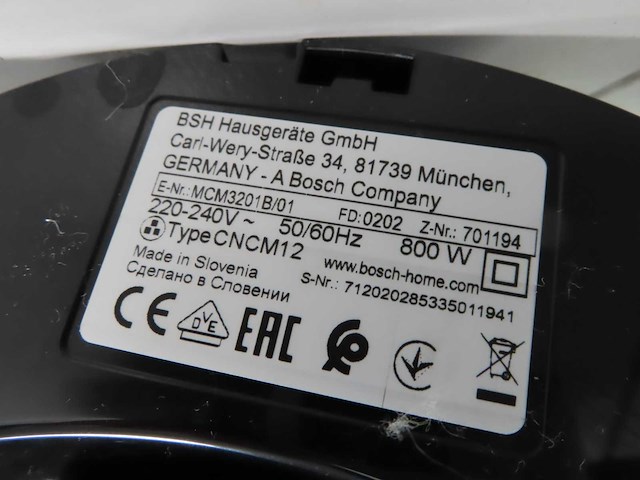 BSH Hausgeräte GmbH
Carl-Wery-Straße 34, 81739 München,
GERMANY - A Bosch Company
E-Nr.: MCM3201B/01 FD: 0202 Z-Nr.: 701194
220-240V ~ 50/60Hz 800 W
Type CNCM12
www.bosch-home.com
Made in Slovenia
S-Nr.: 712020285335011941
Сделано в Словении
CE DVE EAC